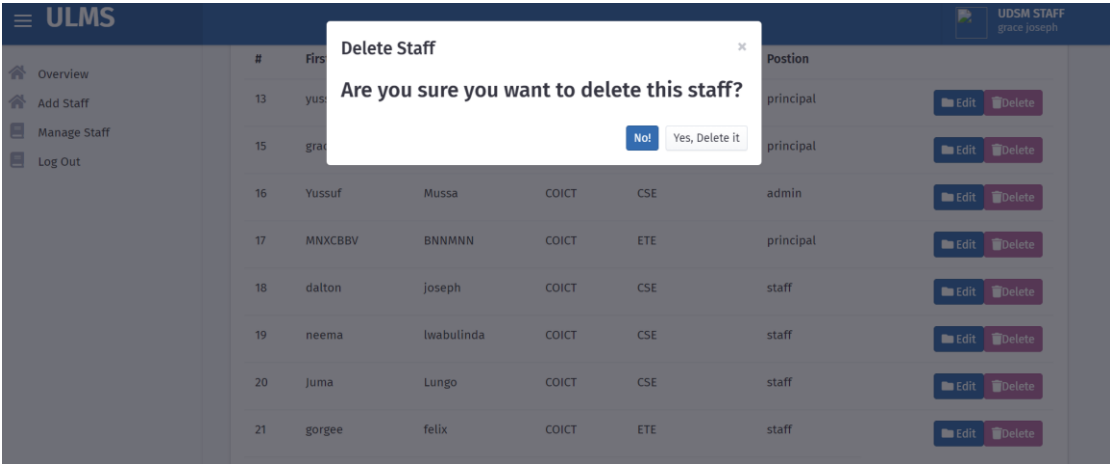 ULMS
UDSM STAFF
grace joseph
Overview
Add Staff
Manage Staff
Log Out
Delete Staff ×
Are you sure you want to delete this staff?
No! Yes, Delete it
# Postion
13 principal Edit Delete
15 principal Edit Delete
16 Yussuf Mussa COICT CSE admin Edit Delete
17 MNXCBBV BNNMNN COICT ETE principal Edit Delete
18 dalton joseph COICT CSE staff Edit Delete
19 neema lwabulinda COICT CSE staff Edit Delete
20 Juma Lungo COICT CSE staff Edit Delete
21 gorgee felix COICT ETE staff Edit Delete